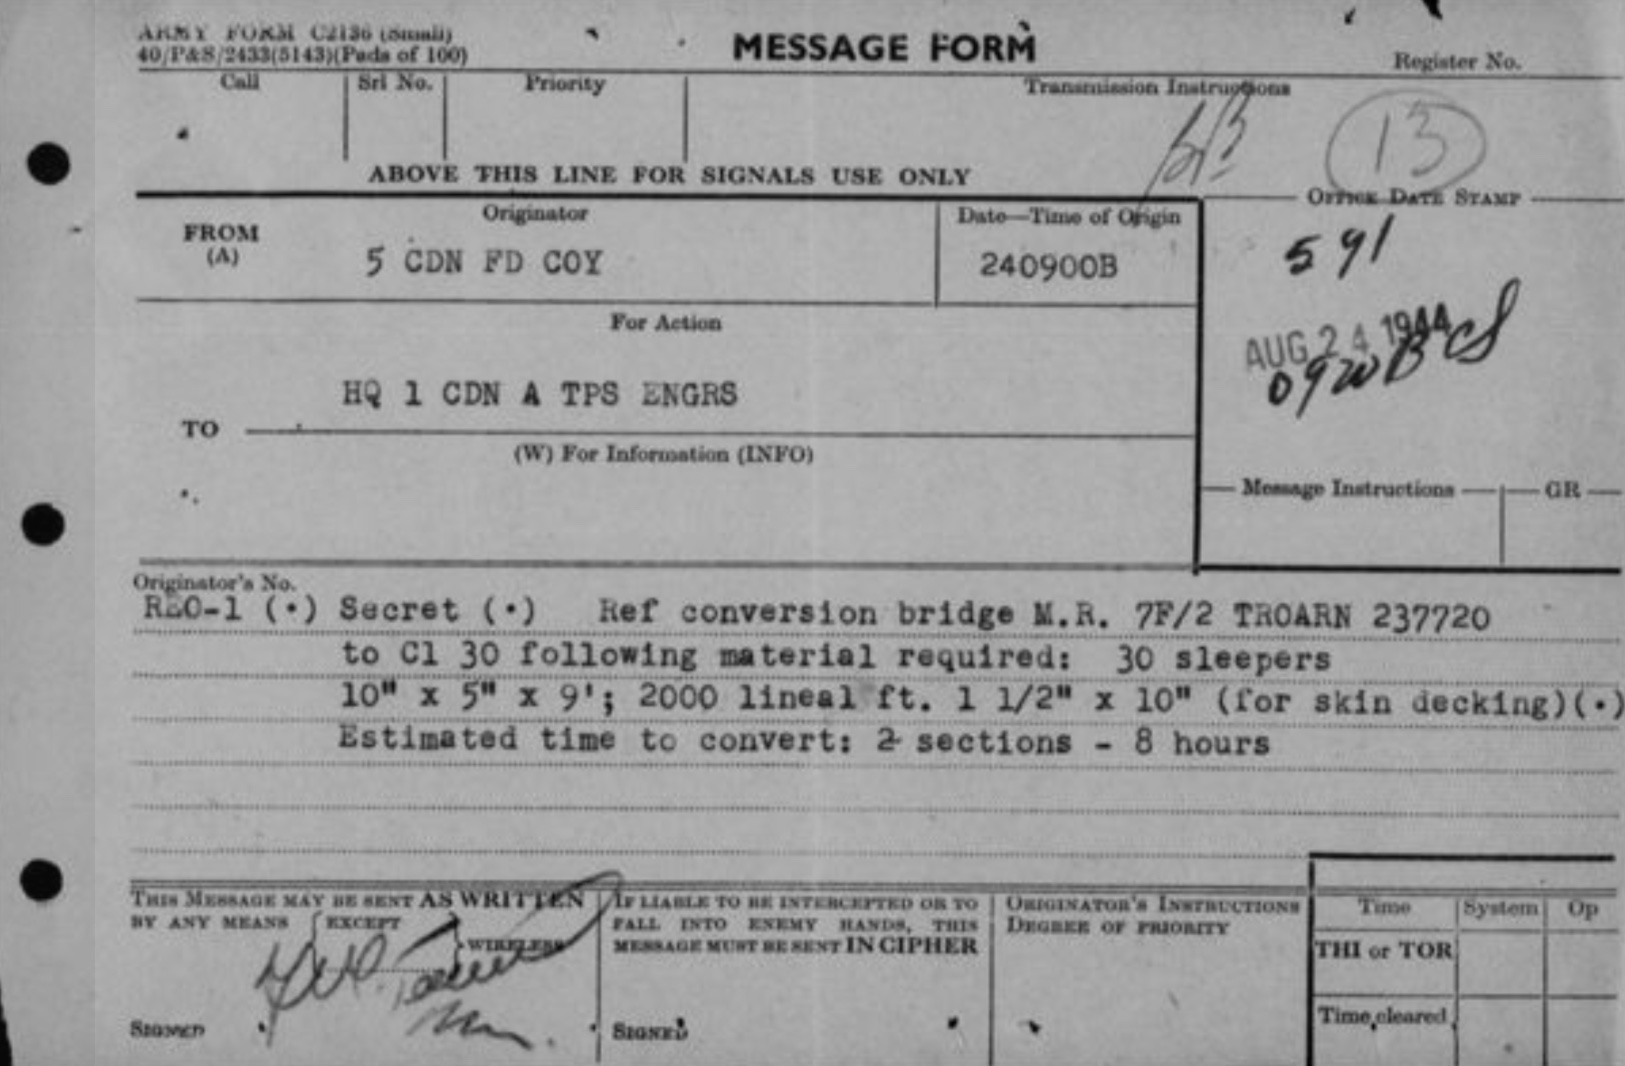 ARMY FORM C2136 (Small)
40/P&S/2433(5143)(Pads of 100)
MESSAGE FORM
Register No.
Call
Srl No.
Priority
Transmission Instructions
13
ABOVE THIS LINE FOR SIGNALS USE ONLY
OFFICE DATE STAMP
FROM
(A)
Originator
5 CDN FD COY
Date—Time of Origin
240900B
591
AUG 24 1944
For Action
HQ 1 CDN A TPS ENGRS
TO
(W) For Information (INFO)
Message Instructions
GR
Originator's No.
REO-1 (.) Secret (.) Ref conversion bridge M.R. 7F/2 TROARN 237720
to Cl 30 following material required: 30 sleepers
10" x 5" x 9'; 2000 lineal ft. 1 1/2" x 10" (for skin decking)(.)
Estimated time to convert: 2 sections - 8 hours
THIS MESSAGE MAY BE SENT AS WRITTEN
BY ANY MEANS { EXCEPT
} WIRELESS
SIGNED
IF LIABLE TO BE INTERCEPTED OR TO
FALL INTO ENEMY HANDS, THIS
MESSAGE MUST BE SENT IN CIPHER
SIGNED
ORIGINATOR'S INSTRUCTIONS
DEGREE OF PRIORITY
Time
System
Op
THI or TOR
Time cleared